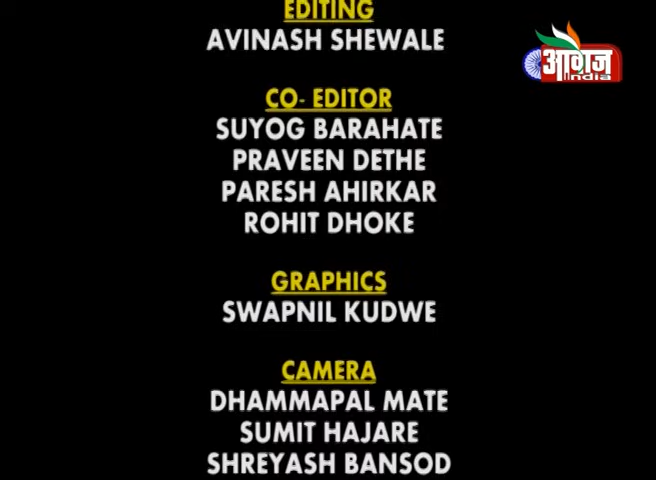 EDITING
AVINASH SHEWALE
आगाज
India
CO- EDITOR
SUYOG BARAHATE
PRAVEEN DETHE
PARESH AHIRKAR
ROHIT DHOKE
GRAPHICS
SWAPNIL KUDWE
CAMERA
DHAMMAPAL MATE
SUMIT HAJARE
SHREYASH BANSOD